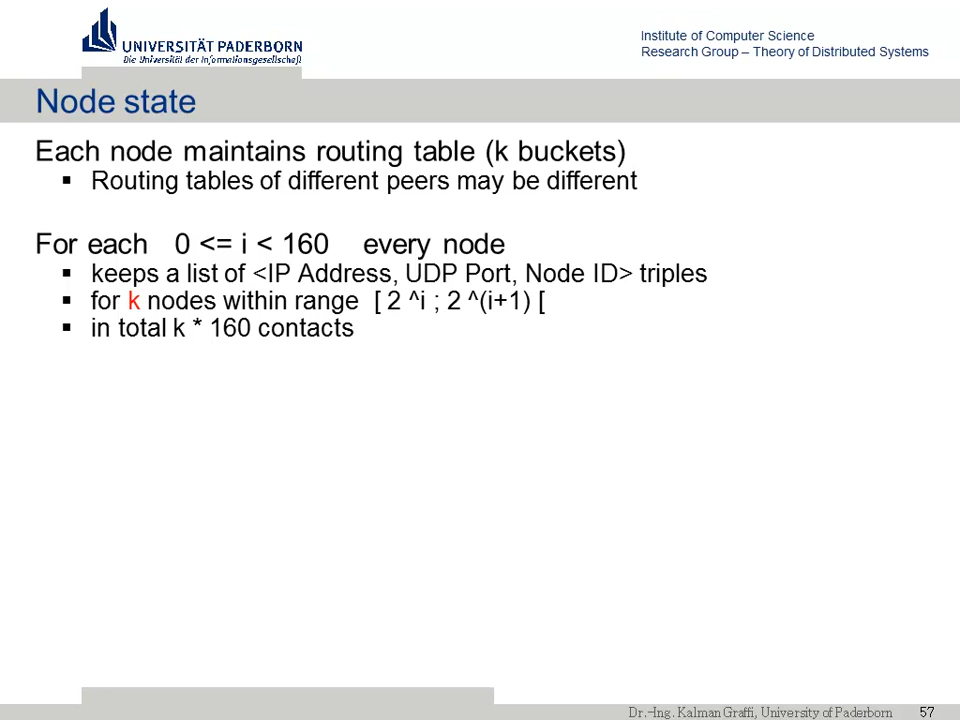 UNIVERSITÄT PADERBORN
Die Universität der Informationsgesellschaft
Institute of Computer Science
Research Group – Theory of Distributed Systems
Node state
Each node maintains routing table (k buckets)
▪ Routing tables of different peers may be different
For each 0 <= i < 160 every node
▪ keeps a list of <IP Address, UDP Port, Node ID> triples
▪ for k nodes within range [ 2 ^i ; 2 ^(i+1) [
▪ in total k * 160 contacts
Dr.-Ing. Kalman Graffi, University of Paderborn 57